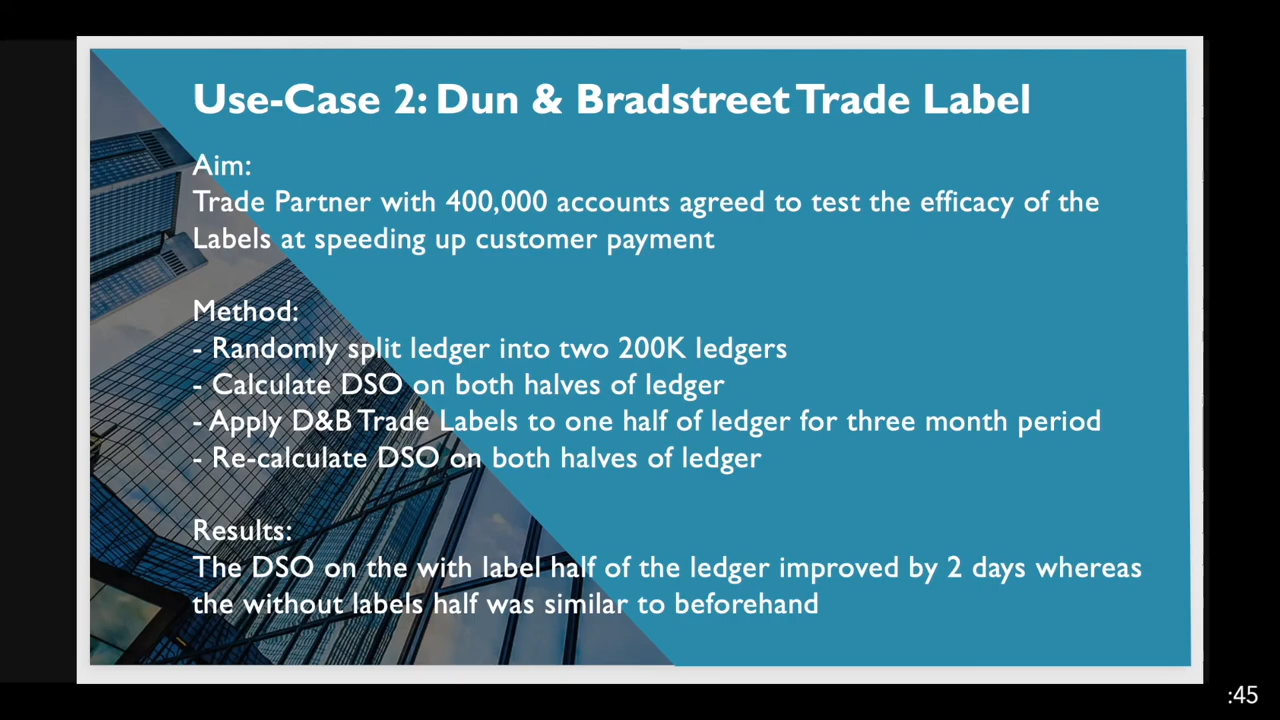 Use-Case 2: Dun & Bradstreet Trade Label
Aim:
Trade Partner with 400,000 accounts agreed to test the efficacy of the
Labels at speeding up customer payment
Method:
- Randomly split ledger into two 200K ledgers
- Calculate DSO on both halves of ledger
- Apply D&B Trade Labels to one half of ledger for three month period
- Re-calculate DSO on both halves of ledger
Results:
The DSO on the with label half of the ledger improved by 2 days whereas
the without labels half was similar to beforehand
:45